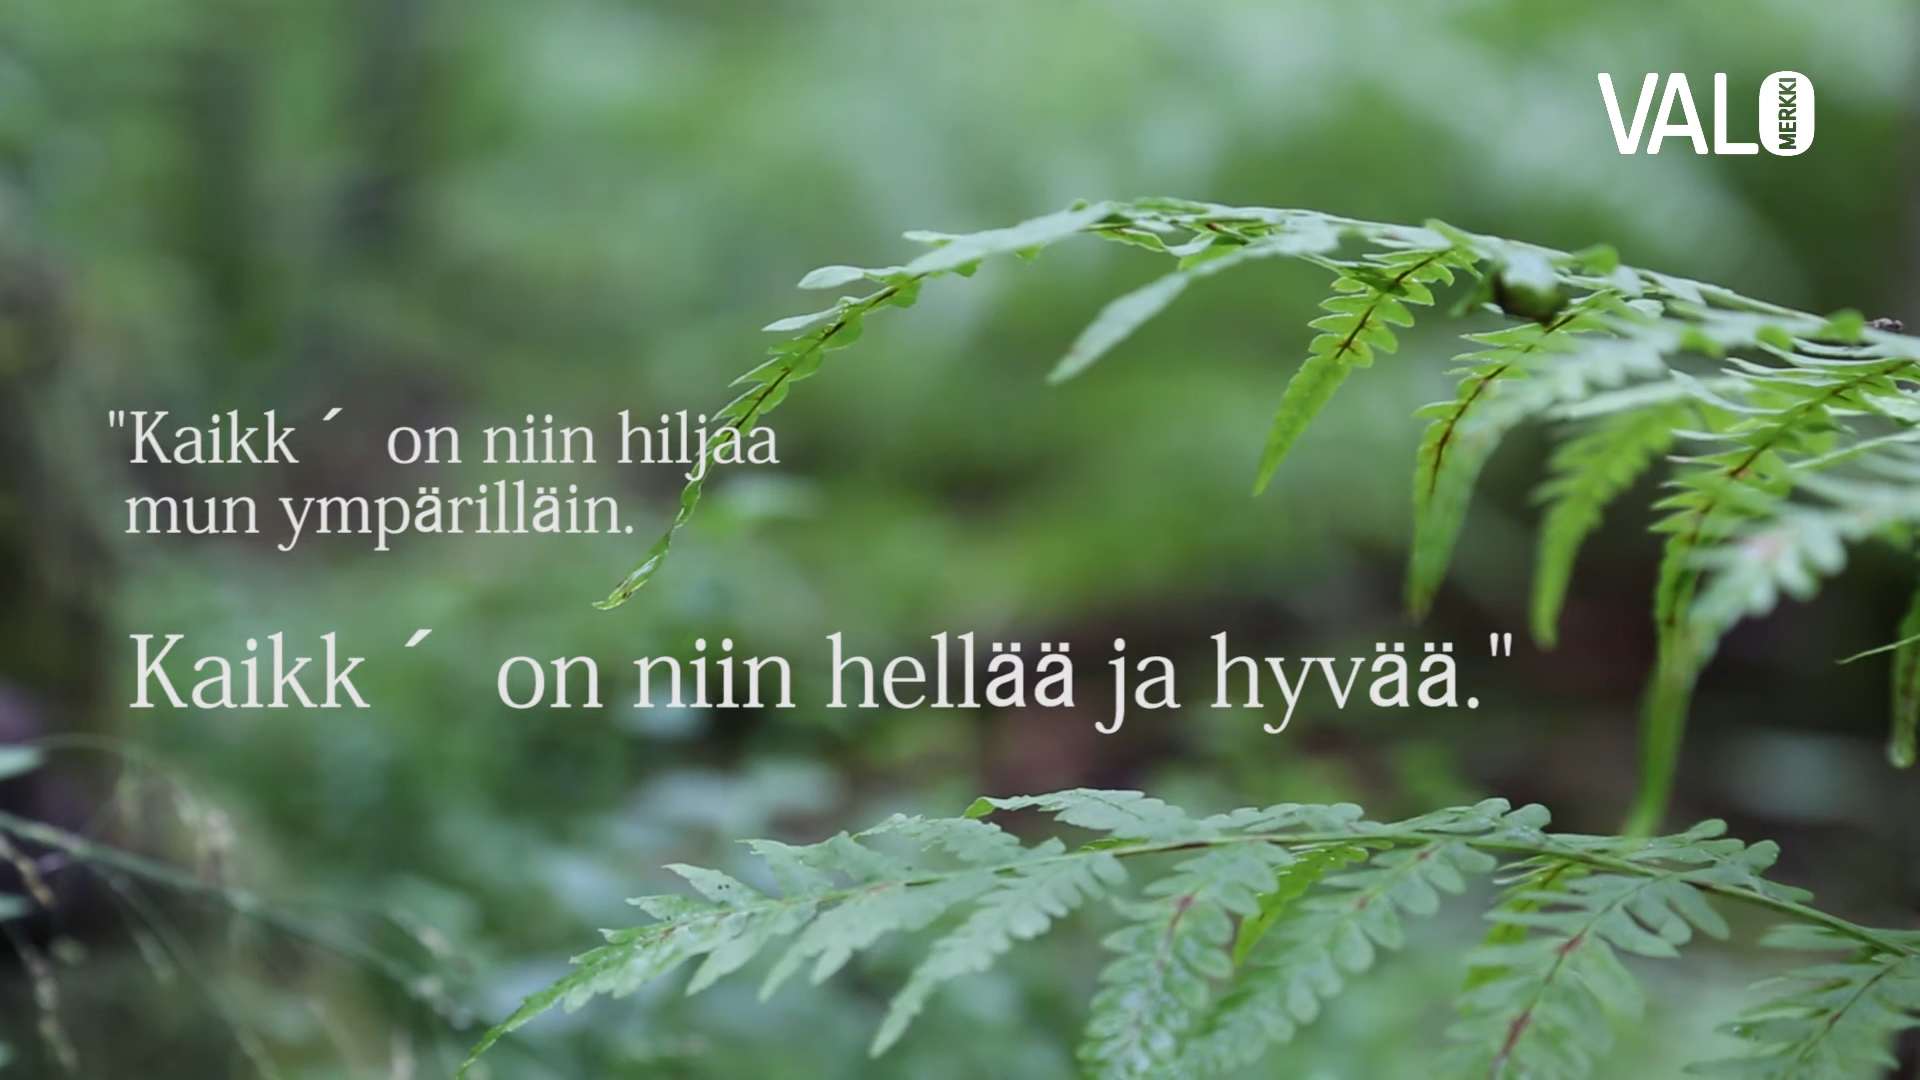 VALO
MERKKI
"Kaikk ´ on niin hiljaa
mun ympärilläin.
Kaikk ´ on niin hellää ja hyvää."